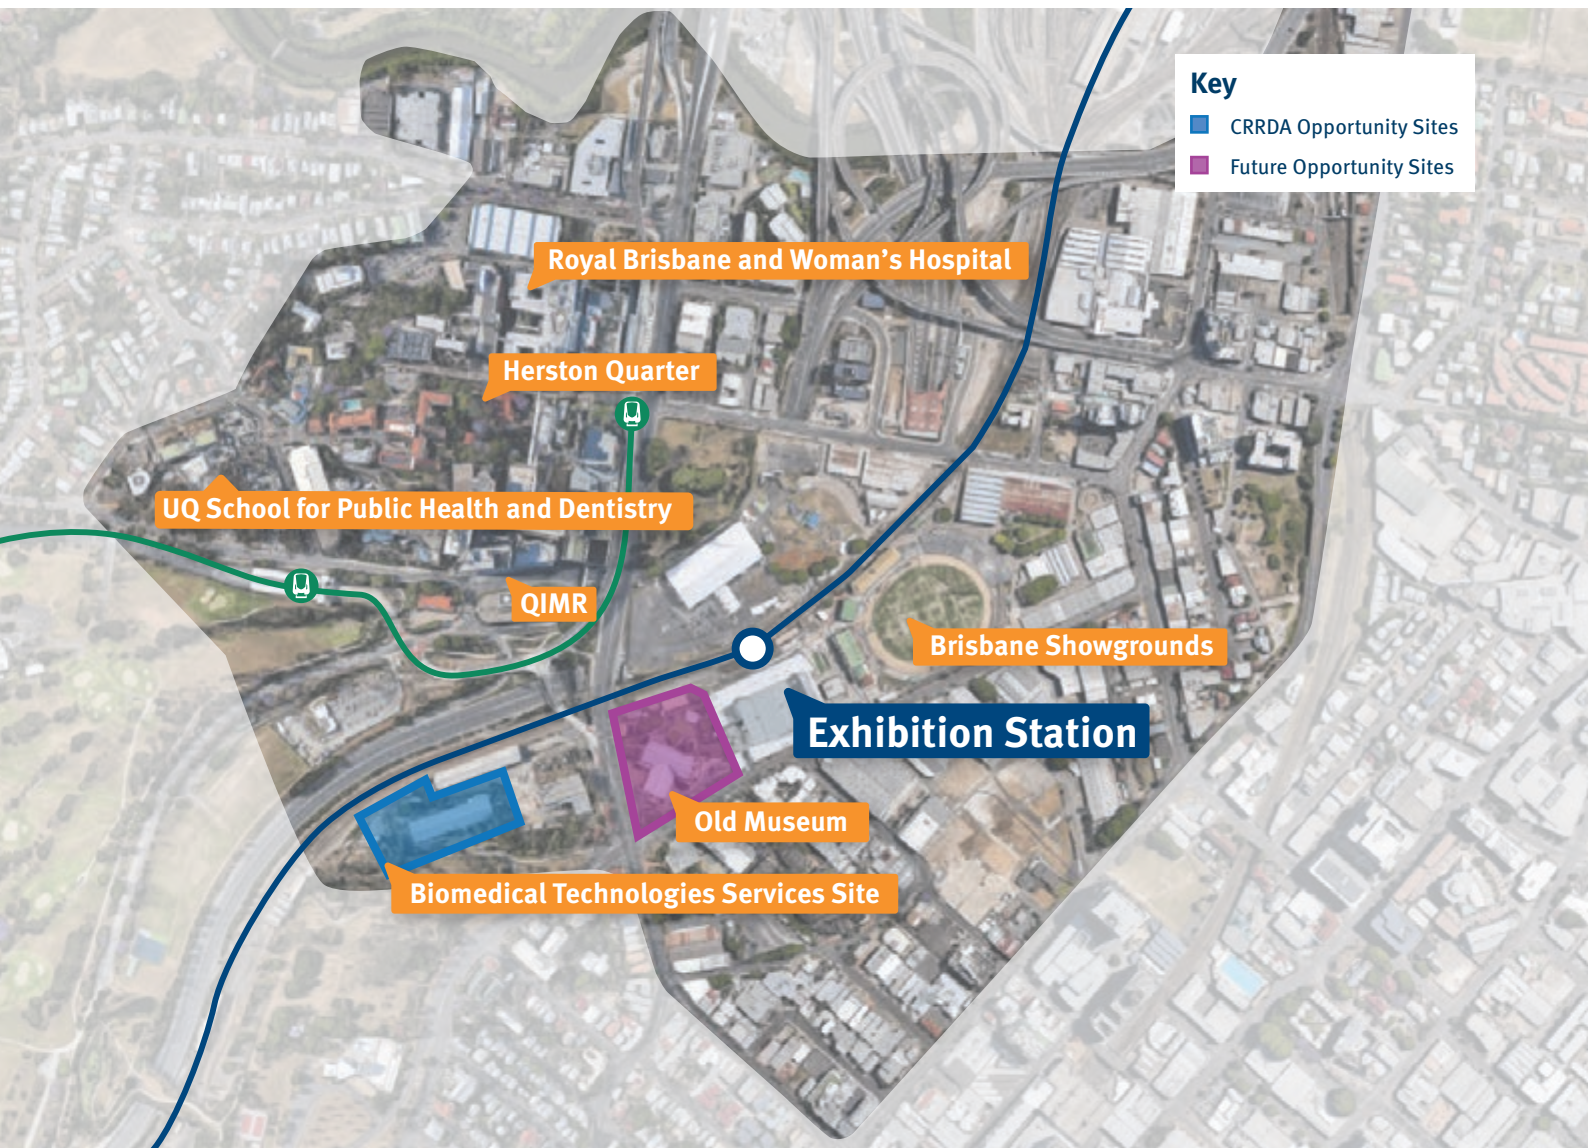 Key
CRRDA Opportunity Sites
Future Opportunity Sites
Royal Brisbane and Woman's Hospital
Herston Quarter
UQ School for Public Health and Dentistry
QIMR
Brisbane Showgrounds
Exhibition Station
Old Museum
Biomedical Technologies Services Site